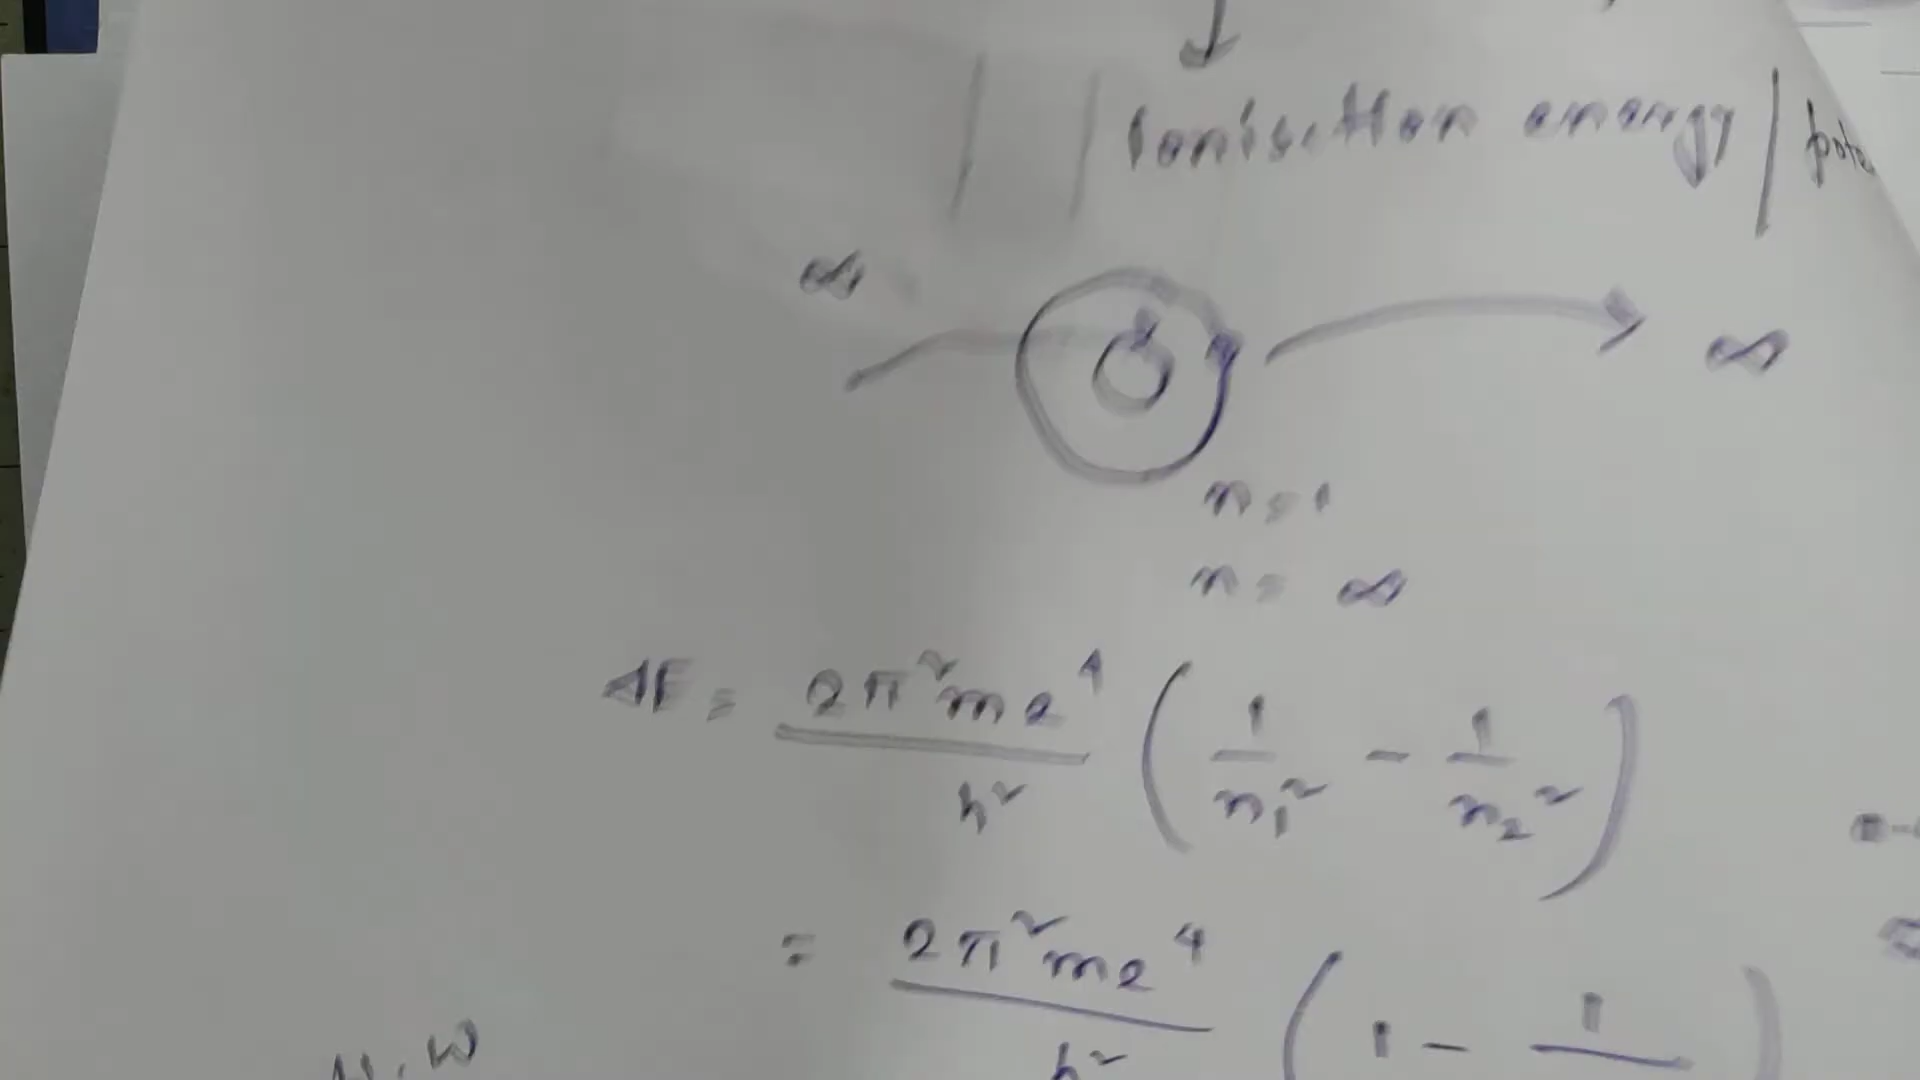 Ionisation energy / pote
∞
∞
n = 1
n = ∞
ΔE = 2π²me⁴ / h² ( 1/n₁² - 1/n₂² )
= 2π²me⁴ / h² ( 1 - 1
H.W